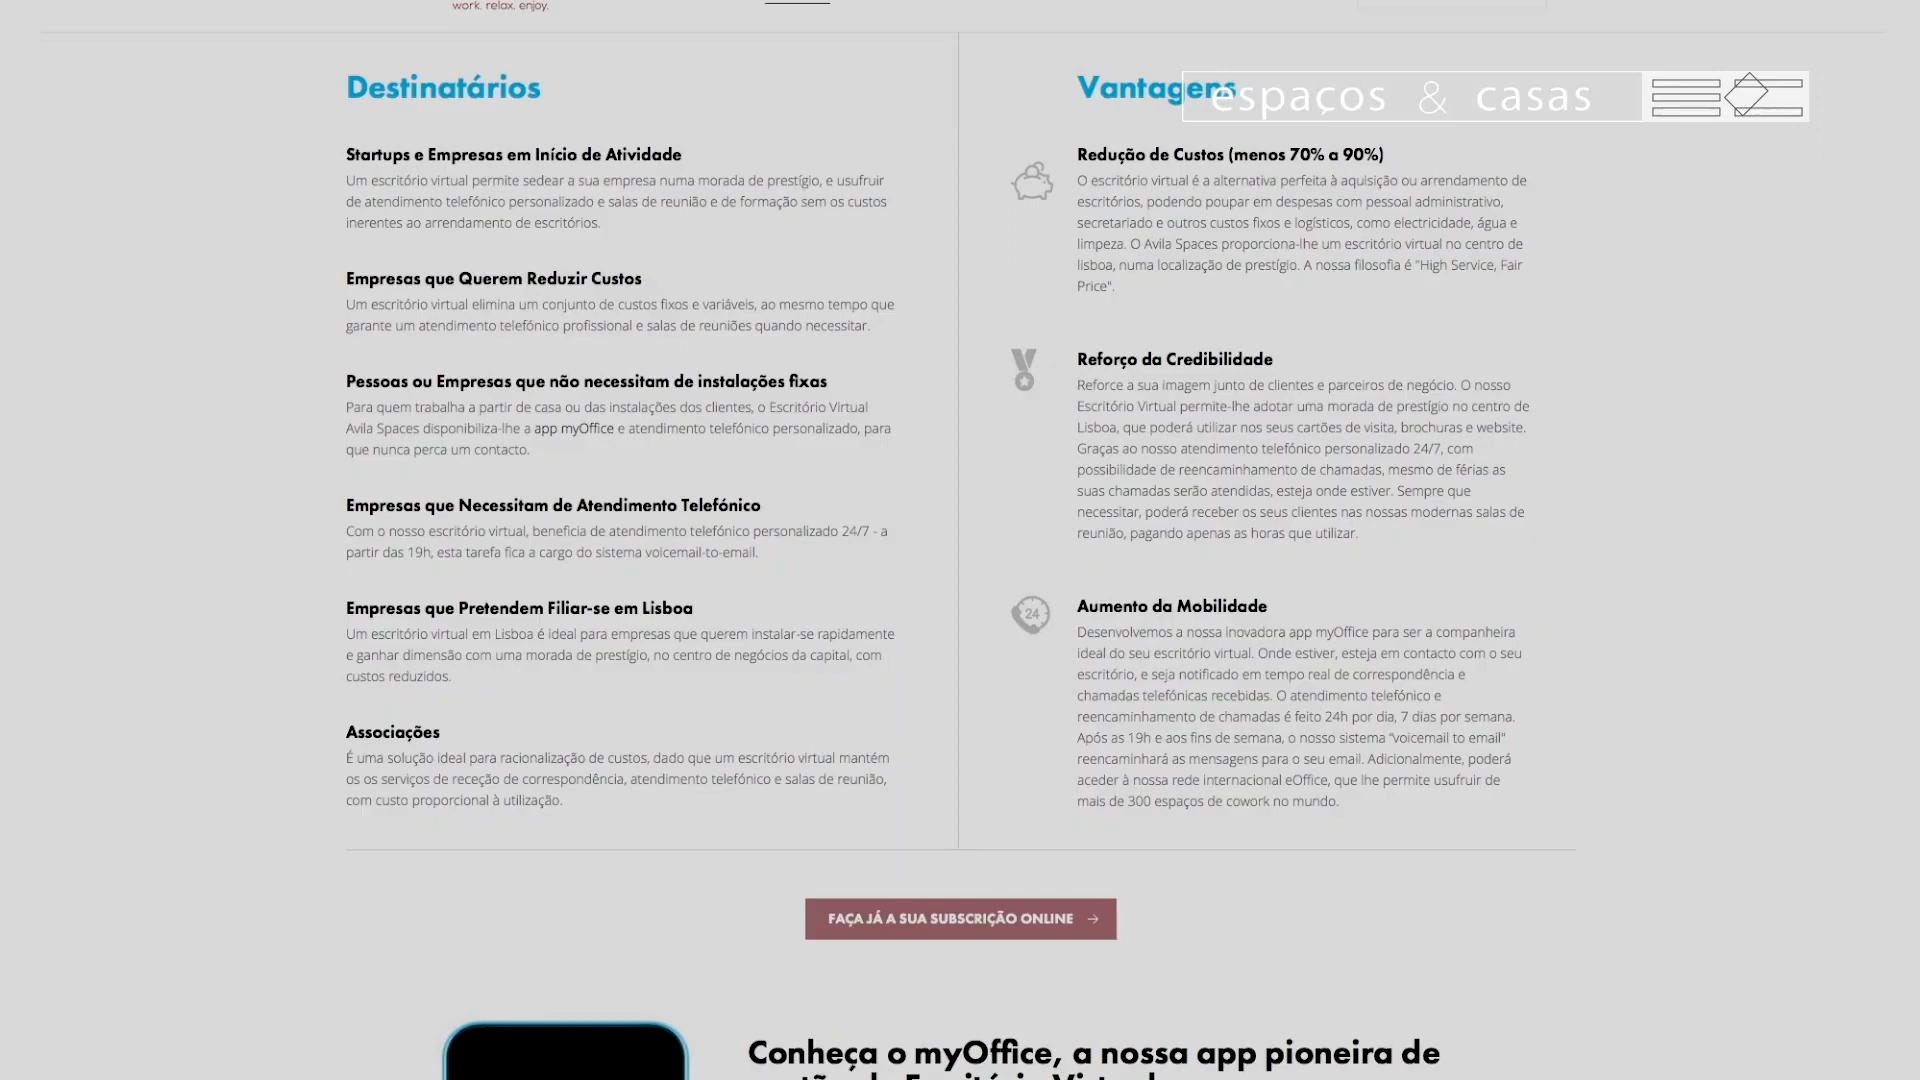 work. relax. enjoy.
espaços & casas
Destinatários
Startups e Empresas em Início de Atividade
Um escritório virtual permite sedear a sua empresa numa morada de prestígio, e usufruir
de atendimento telefónico personalizado e salas de reunião e de formação sem os custos
inerentes ao arrendamento de escritórios.
Empresas que Querem Reduzir Custos
Um escritório virtual elimina um conjunto de custos fixos e variáveis, ao mesmo tempo que
garante um atendimento telefónico profissional e salas de reuniões quando necessitar.
Pessoas ou Empresas que não necessitam de instalações fixas
Para quem trabalha a partir de casa ou das instalações dos clientes, o Escritório Virtual
Avila Spaces disponibiliza-lhe a app myOffice e atendimento telefónico personalizado, para
que nunca perca um contacto.
Empresas que Necessitam de Atendimento Telefónico
Com o nosso escritório virtual, beneficia de atendimento telefónico personalizado 24/7 - a
partir das 19h, esta tarefa fica a cargo do sistema voicemail-to-email.
Empresas que Pretendem Filiar-se em Lisboa
Um escritório virtual em Lisboa é ideal para empresas que querem instalar-se rapidamente
e ganhar dimensão com uma morada de prestígio, no centro de negócios da capital, com
custos reduzidos.
Associações
É uma solução ideal para racionalização de custos, dado que um escritório virtual mantém
os os serviços de receção de correspondência, atendimento telefónico e salas de reunião,
com custo proporcional à utilização.
Vantagens
Redução de Custos (menos 70% a 90%)
O escritório virtual é a alternativa perfeita à aquisição ou arrendamento de
escritórios, podendo poupar em despesas com pessoal administrativo,
secretariado e outros custos fixos e logísticos, como electricidade, água e
limpeza. O Avila Spaces proporciona-lhe um escritório virtual no centro de
lisboa, numa localização de prestígio. A nossa filosofia é "High Service, Fair
Price".
Reforço da Credibilidade
Reforce a sua imagem junto de clientes e parceiros de negócio. O nosso
Escritório Virtual permite-lhe adotar uma morada de prestígio no centro de
Lisboa, que poderá utilizar nos seus cartões de visita, brochuras e website.
Graças ao nosso atendimento telefónico personalizado 24/7, com
possibilidade de reencaminhamento de chamadas, mesmo de férias as
suas chamadas serão atendidas, esteja onde estiver. Sempre que
necessitar, poderá receber os seus clientes nas nossas modernas salas de
reunião, pagando apenas as horas que utilizar.
24
Aumento da Mobilidade
Desenvolvemos a nossa inovadora app myOffice para ser a companheira
ideal do seu escritório virtual. Onde estiver, esteja em contacto com o seu
escritório, e seja notificado em tempo real de correspondência e
chamadas telefónicas recebidas. O atendimento telefónico e
reencaminhamento de chamadas é feito 24h por dia, 7 dias por semana.
Após as 19h e aos fins de semana, o nosso sistema "voicemail to email"
reencaminhará as mensagens para o seu email. Adicionalmente, poderá
aceder à nossa rede internacional eOffice, que lhe permite usufruir de
mais de 300 espaços de cowork no mundo.
FAÇA JÁ A SUA SUBSCRIÇÃO ONLINE →
Conheça o myOffice, a nossa app pioneira de